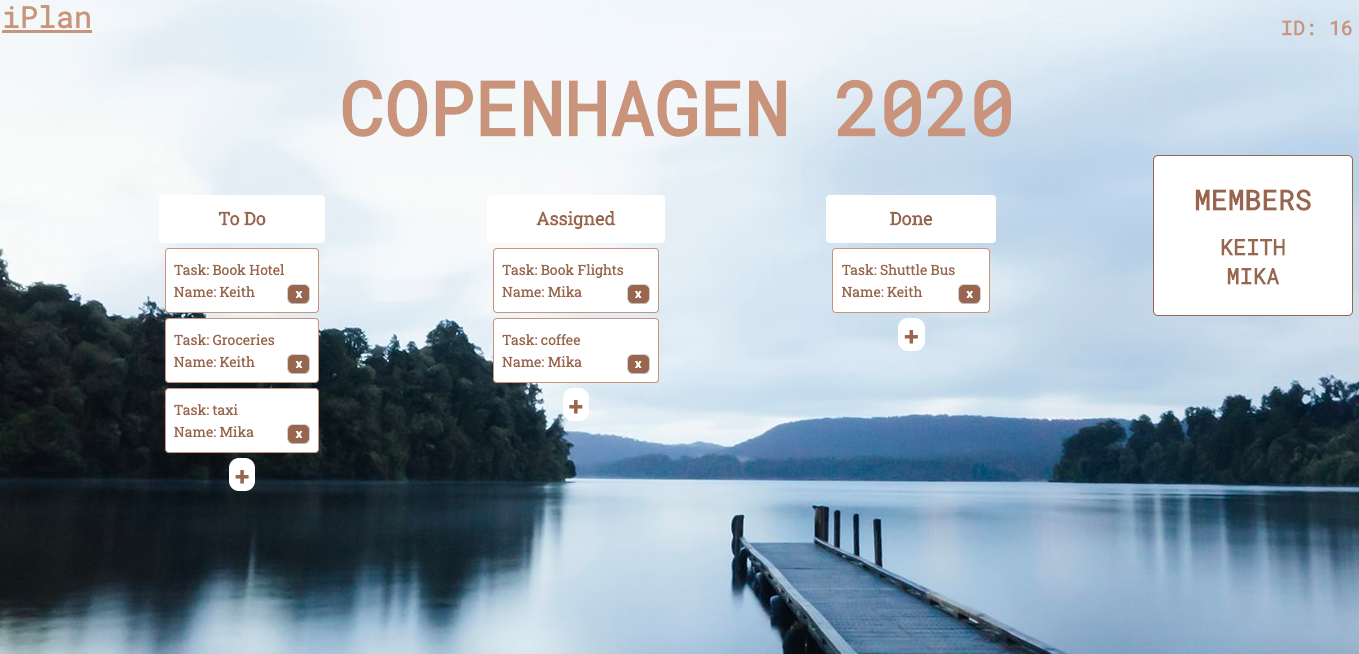 iPlan
ID: 16
COPENHAGEN 2020
To Do
Task: Book Hotel
Name: Keith
x
Task: Groceries
Name: Keith
x
Task: taxi
Name: Mika
x
+
Assigned
Task: Book Flights
Name: Mika
x
Task: coffee
Name: Mika
x
+
Done
Task: Shuttle Bus
Name: Keith
x
+
MEMBERS
KEITH
MIKA